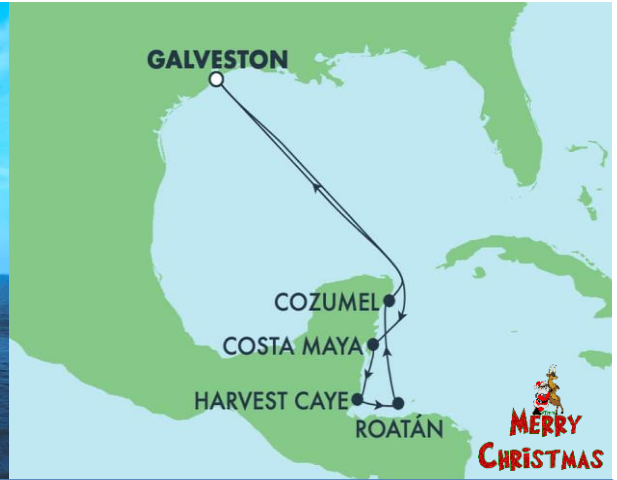 GALVESTON
COZUMEL
COSTA MAYA
HARVEST CAYE
ROATÁN
MERRY
CHRISTMAS